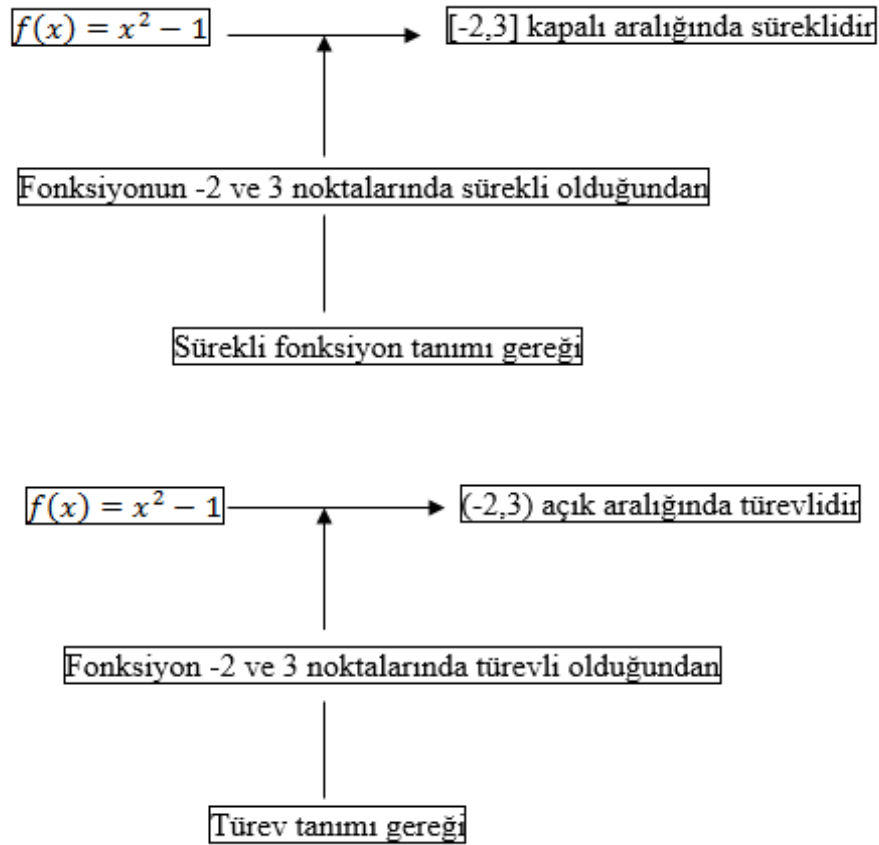 f(x) = x² − 1
[-2,3] kapalı aralığında süreklidir
Fonksiyonun -2 ve 3 noktalarında sürekli olduğundan
Sürekli fonksiyon tanımı gereği
f(x) = x² − 1
(-2,3) açık aralığında türevlidir
Fonksiyon -2 ve 3 noktalarında türevli olduğundan
Türev tanımı gereği